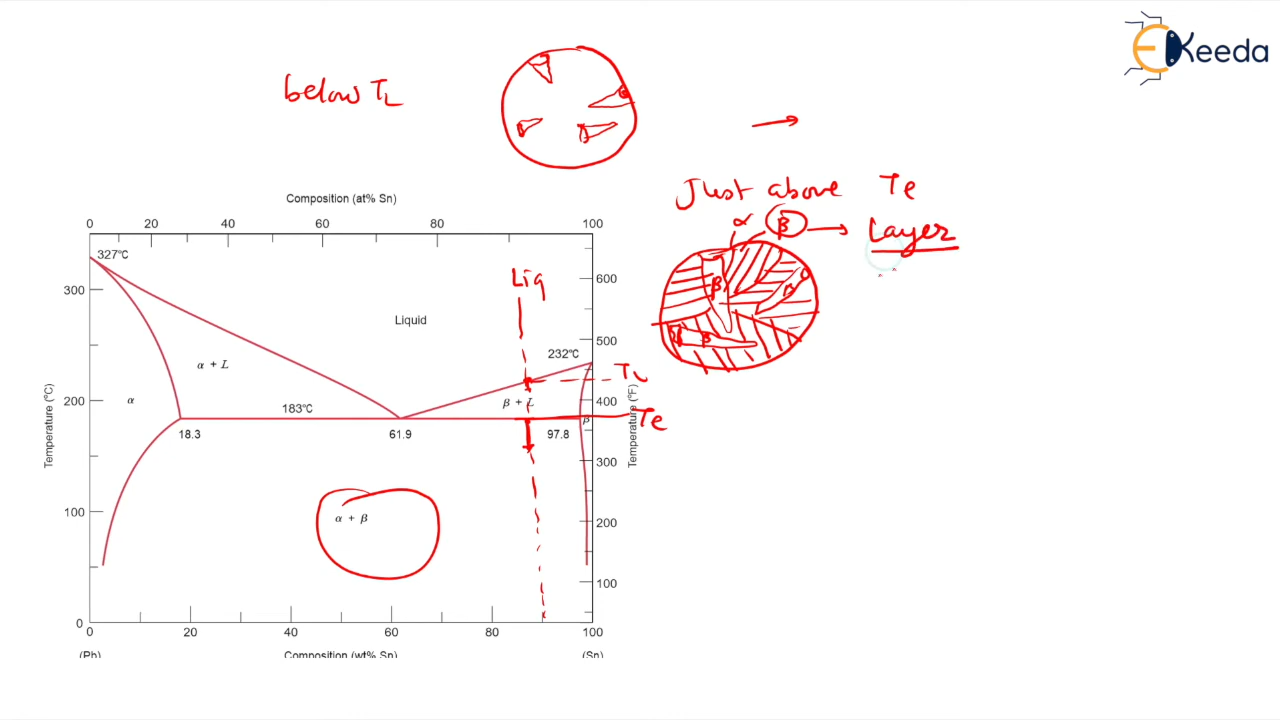 EKeeda
below TL
Just above Te
α β → Layer
β β β
Composition (at% Sn)
0 20 40 60 80 100
327°C
Liq
Liquid
232°C
TL
α + L
α
β + L
β
183°C
Te
18.3 61.9 97.8
α + β
Temperature (°C)
300
200
100
0
Temperature (°F)
600
500
400
300
200
100
0 20 40 60 80 100
(Pb) Composition (wt% Sn) (Sn)